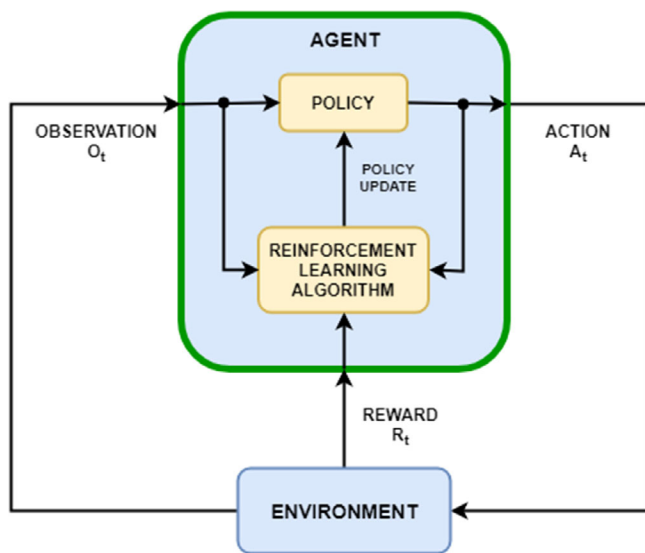 AGENT
POLICY
OBSERVATION
Oₜ
ACTION
Aₜ
POLICY
UPDATE
REINFORCEMENT
LEARNING
ALGORITHM
REWARD
Rₜ
ENVIRONMENT